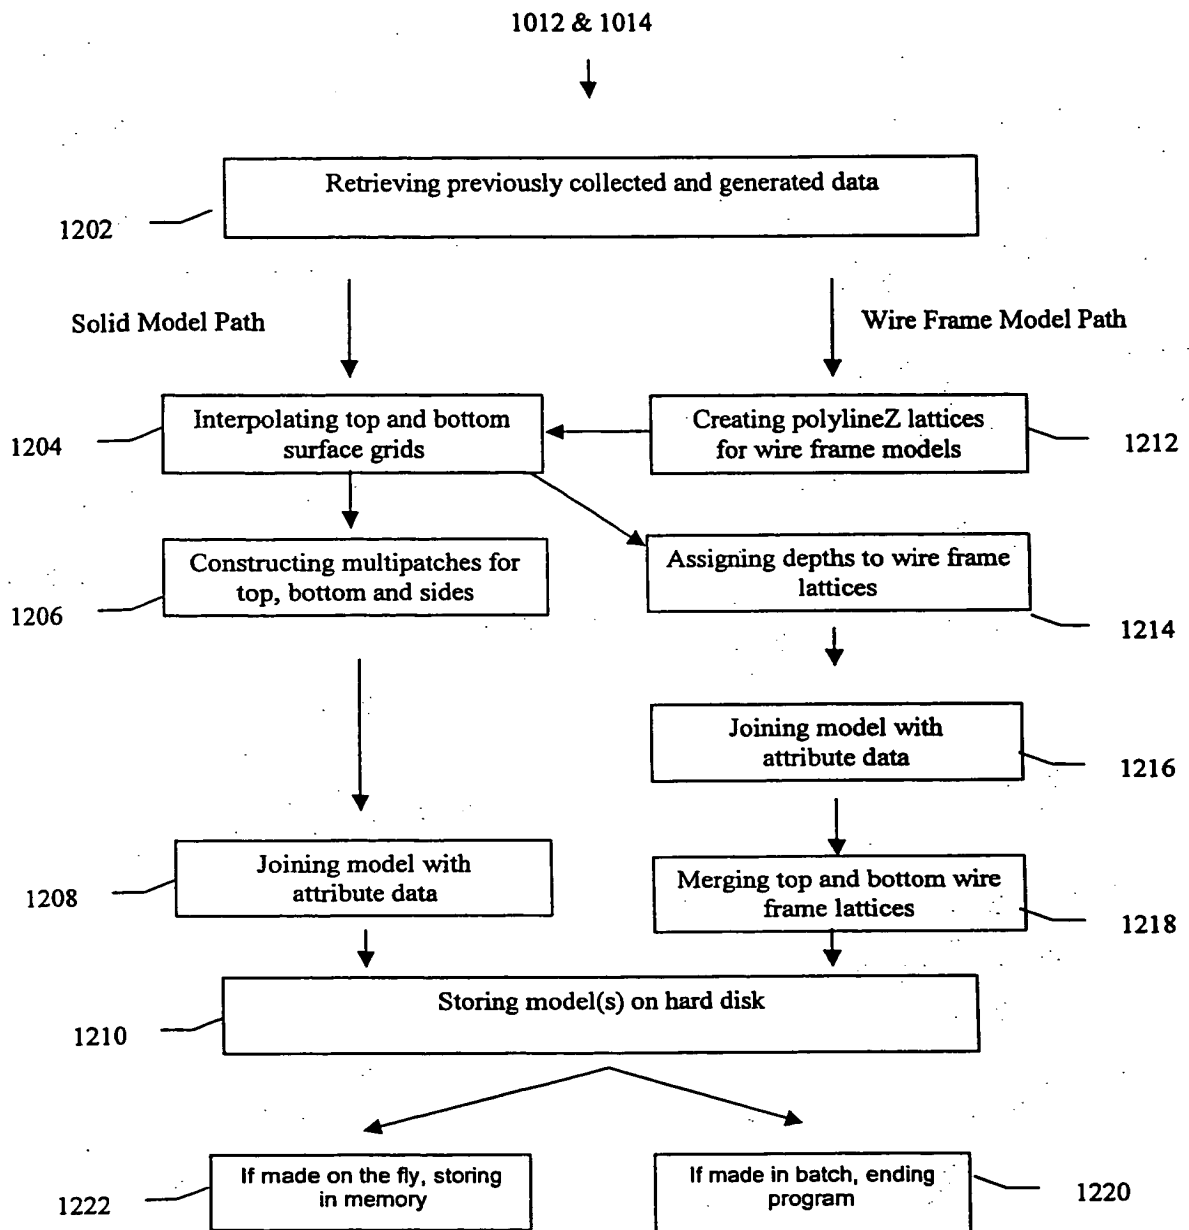 1012 & 1014
Retrieving previously collected and generated data
1202
Solid Model Path
Wire Frame Model Path
Interpolating top and bottom
surface grids
1204
Creating polylineZ lattices
for wire frame models
1212
Constructing multipatches for
top, bottom and sides
1206
Assigning depths to wire frame
lattices
1214
Joining model with
attribute data
1216
Joining model with
attribute data
1208
Merging top and bottom wire
frame lattices
1218
Storing model(s) on hard disk
1210
If made on the fly, storing
in memory
1222
If made in batch, ending
program
1220